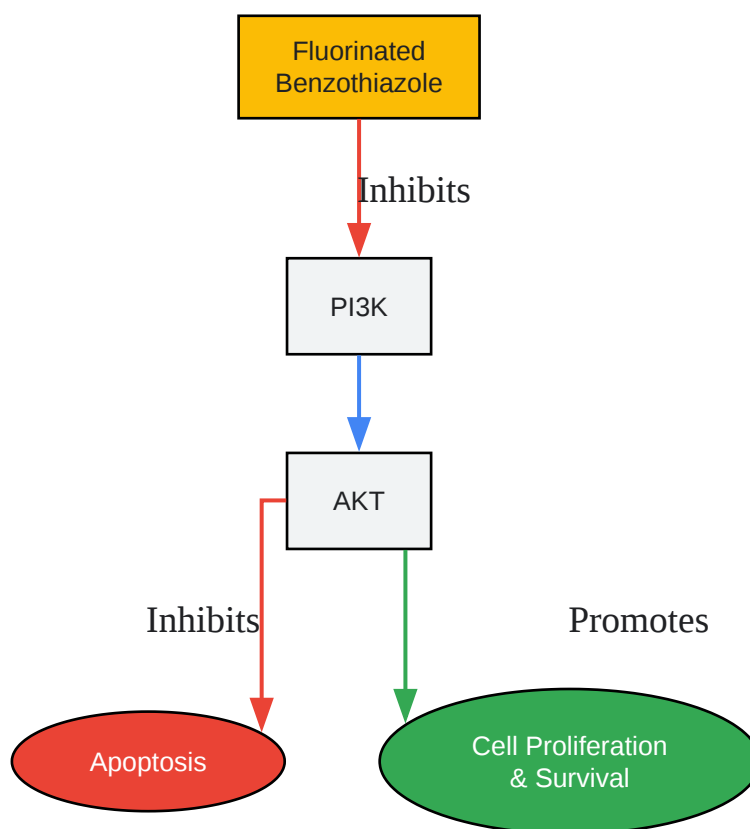 Fluorinated
Benzothiazole
Inhibits
PI3K
AKT
Inhibits
Promotes
Apoptosis
Cell Proliferation
& Survival